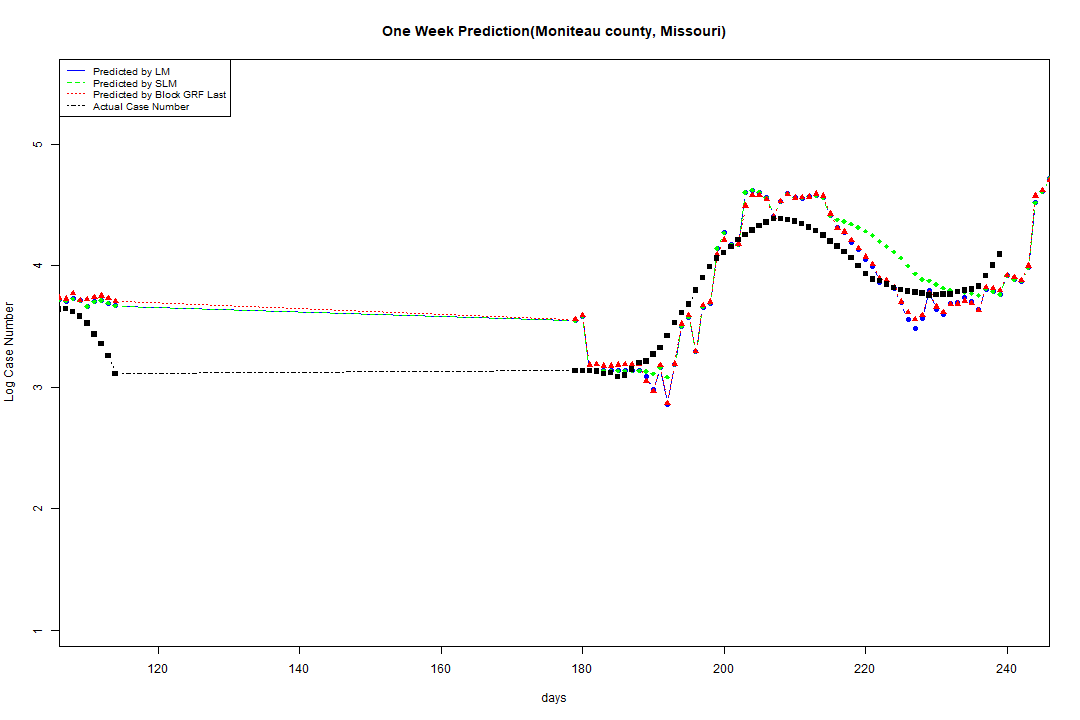 One Week Prediction(Moniteau county, Missouri)
Predicted by LM
Predicted by SLM
Predicted by Block GRF Last
Actual Case Number
5
4
3
2
1
Log Case Number
120 140 160 180 200 220 240
days